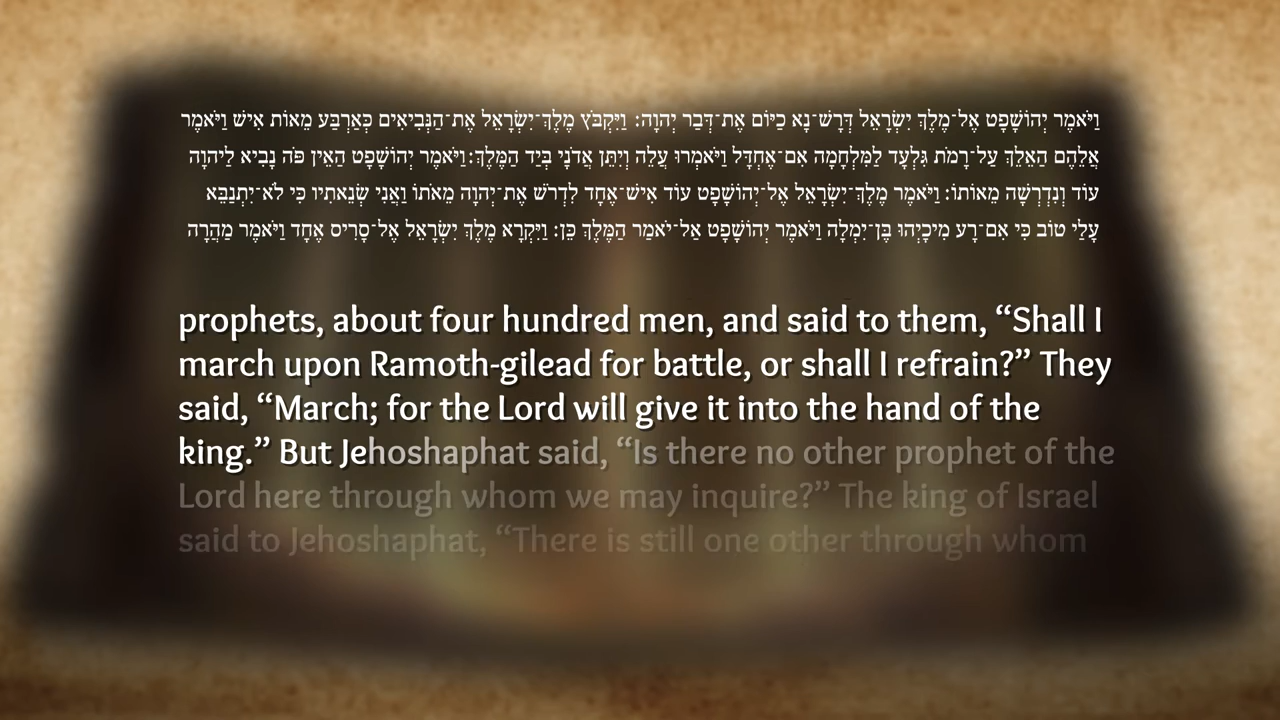 וַיֹּאמֶר יְהוֹשָׁפָט אֶל־מֶלֶךְ יִשְׂרָאֵל דְּרָשׁ־נָא כַיּוֹם אֶת־דְּבַר יְהוָה׃ וַיִּקְבֹּץ מֶלֶךְ־יִשְׂרָאֵל אֶת־הַנְּבִיאִים כְּאַרְבַּע מֵאוֹת אִישׁ וַיֹּאמֶר
אֲלֵהֶם הַאֵלֵךְ עַל־רָמֹת גִּלְעָד לַמִּלְחָמָה אִם־אֶחְדָּל וַיֹּאמְרוּ עֲלֵה וְיִתֵּן אֲדֹנָי בְּיַד הַמֶּלֶךְ׃וַיֹּאמֶר יְהוֹשָׁפָט הַאֵין פֹּה נָבִיא לַיהוָה
עוֹד וְנִדְרְשָׁה מֵאוֹתוֹ׃ וַיֹּאמֶר מֶלֶךְ־יִשְׂרָאֵל אֶל־יְהוֹשָׁפָט עוֹד אִישׁ־אֶחָד לִדְרֹשׁ אֶת־יְהוָה מֵאֹתוֹ וַאֲנִי שְׂנֵאתִיו כִּי לֹא־יִתְנַבֵּא
עָלַי טוֹב כִּי אִם־רָע מִיכָיְהוּ בֶּן־יִמְלָה וַיֹּאמֶר יְהוֹשָׁפָט אַל־יֹאמַר הַמֶּלֶךְ כֵּן׃ וַיִּקְרָא מֶלֶךְ יִשְׂרָאֵל אֶל־סָרִיס אֶחָד וַיֹּאמֶר מַהֲרָה
prophets, about four hundred men, and said to them, “Shall I
march upon Ramoth-gilead for battle, or shall I refrain?” They
said, “March; for the Lord will give it into the hand of the
king.” But Jehoshaphat said, “Is there no other prophet of the
Lord here through whom we may inquire?” The king of Israel
said to Jehoshaphat, “There is still one other through whom